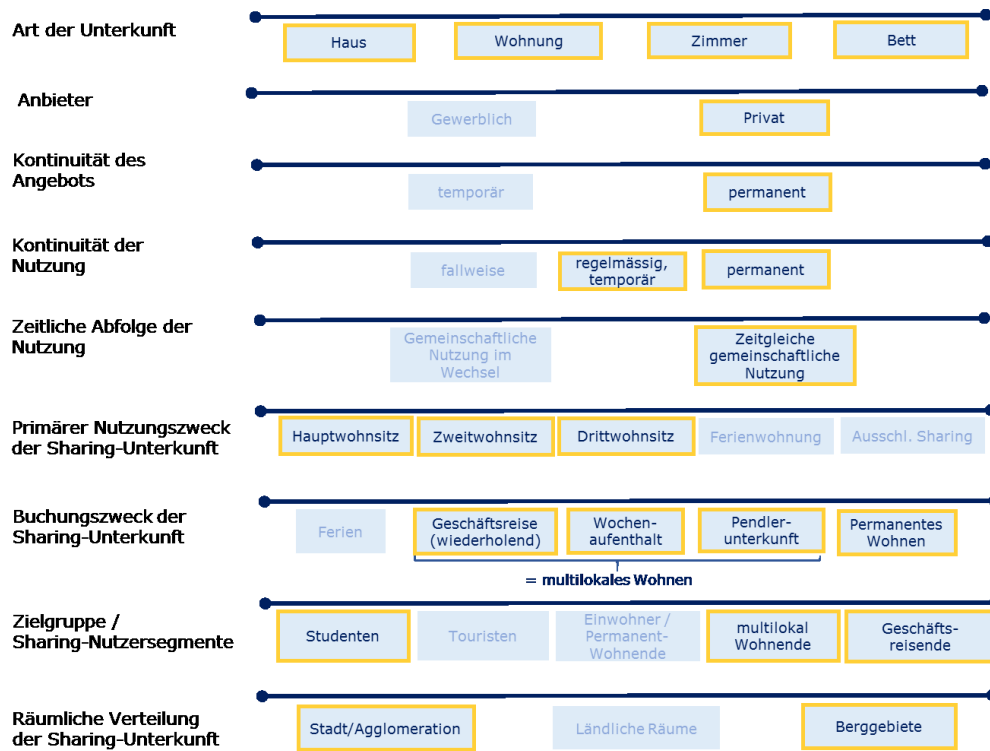 Art der Unterkunft
Haus
Wohnung
Zimmer
Bett
Anbieter
Gewerblich
Privat
Kontinuität des
Angebots
temporär
permanent
Kontinuität der
Nutzung
fallweise
regelmässig,
temporär
permanent
Zeitliche Abfolge der
Nutzung
Gemeinschaftliche
Nutzung im
Wechsel
Zeitgleiche
gemeinschaftliche
Nutzung
Primärer Nutzungszweck
der Sharing-Unterkunft
Hauptwohnsitz
Zweitwohnsitz
Drittwohnsitz
Ferienwohnung
Ausschl. Sharing
Buchungszweck der
Sharing-Unterkunft
Ferien
Geschäftsreise
(wiederholend)
Wochen-
aufenthalt
Pendler-
unterkunft
Permanentes
Wohnen
= multilokales Wohnen
Zielgruppe /
Sharing-Nutzersegmente
Studenten
Touristen
Einwohner /
Permanent-
Wohnende
multilokal
Wohnende
Geschäfts-
reisende
Räumliche Verteilung
der Sharing-Unterkunft
Stadt/Agglomeration
Ländliche Räume
Berggebiete